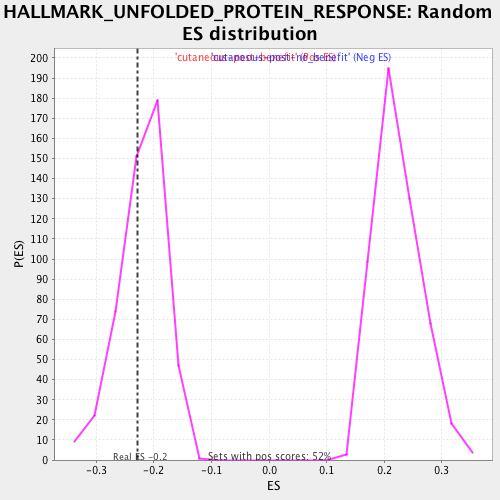 HALLMARK_UNFOLDED_PROTEIN_RESPONSE: Random
ES distribution
(Neg ES)
200
190
180
170
160
150
140
130
120
110
100
90
80
70
60
50
40
30
20
10
0
P(ES)
Real ES -0.2
Sets with pos scores: 52%
-0.3 -0.2 -0.1 0.0 0.1 0.2 0.3
ES